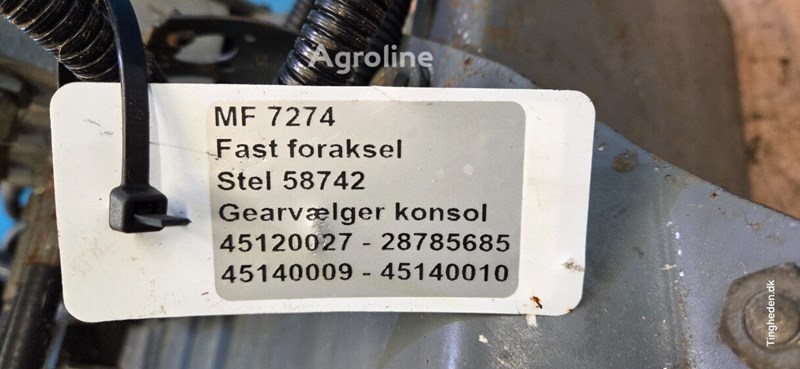 Agroline
MF 7274
Fast foraksel
Stel 58742
Gearvælger konsol
45120027 - 28785685
45140009 - 45140010
Tingheden.dk